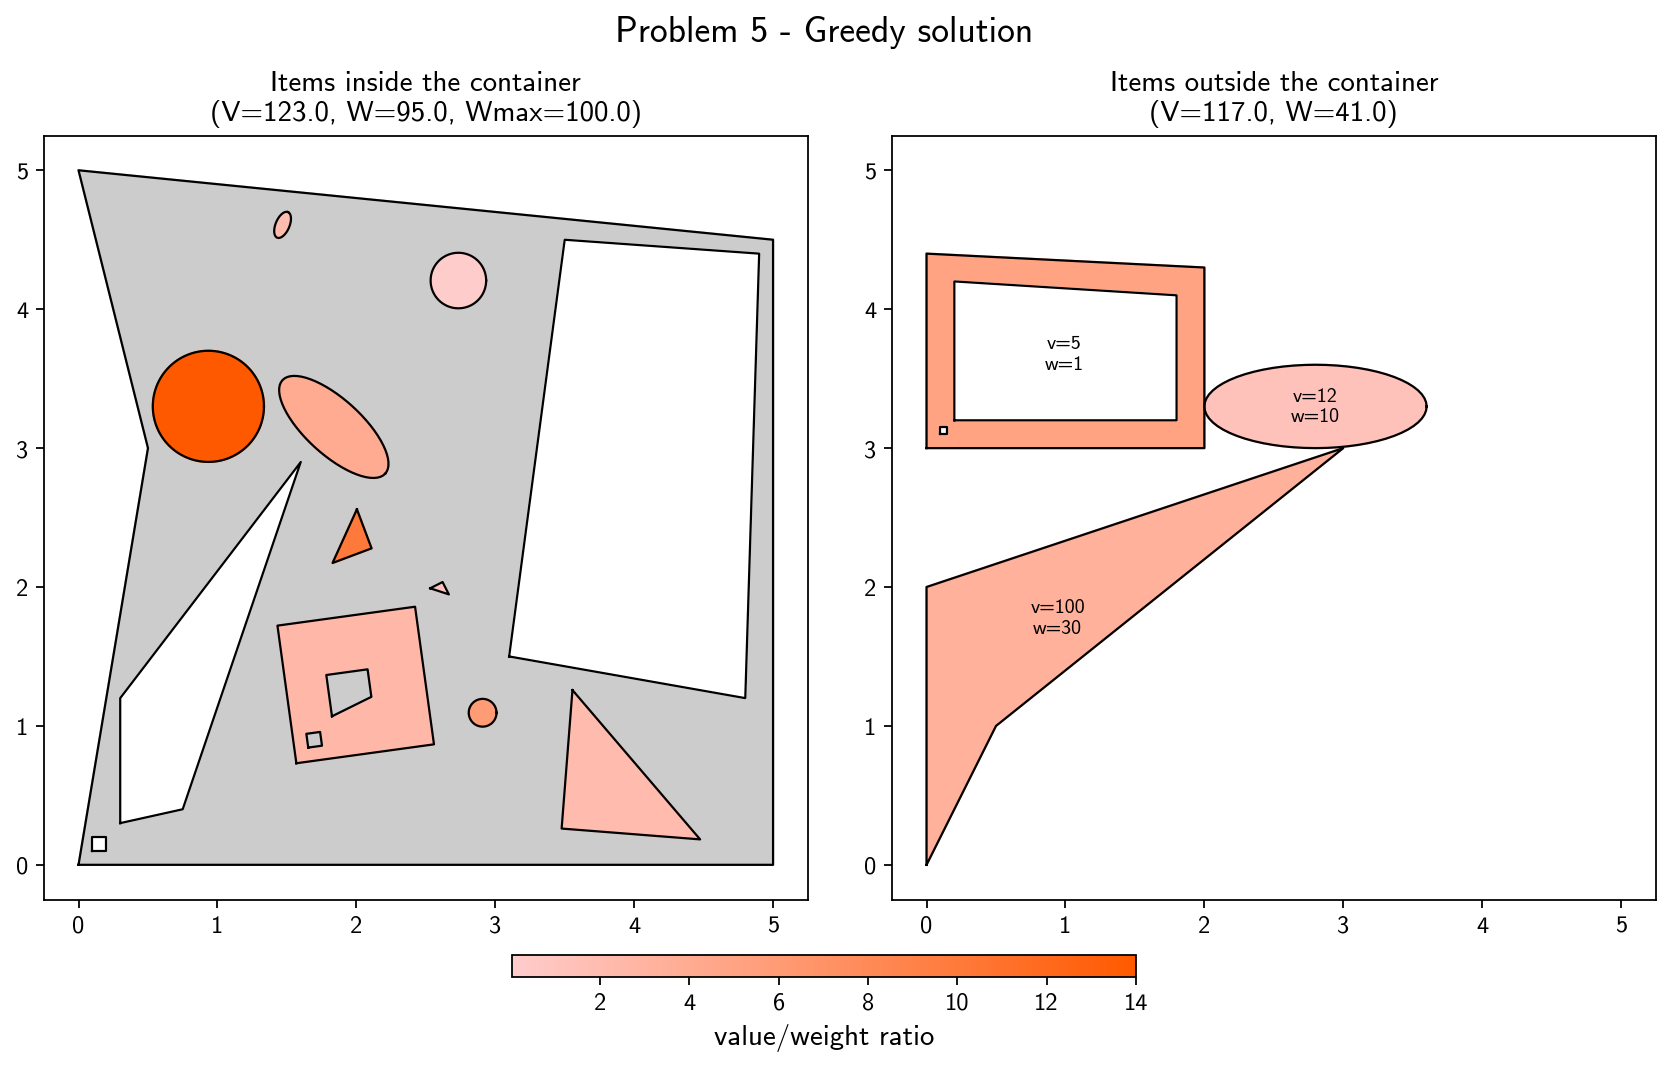 Problem 5 - Greedy solution
Items inside the container
(V=123.0, W=95.0, Wmax=100.0)
5
4
3
2
1
0
0 1 2 3 4 5
Items outside the container
(V=117.0, W=41.0)
5
4
3
2
1
0
v=5
w=1
v=12
w=10
v=100
w=30
0 1 2 3 4 5
2 4 6 8 10 12 14
value/weight ratio